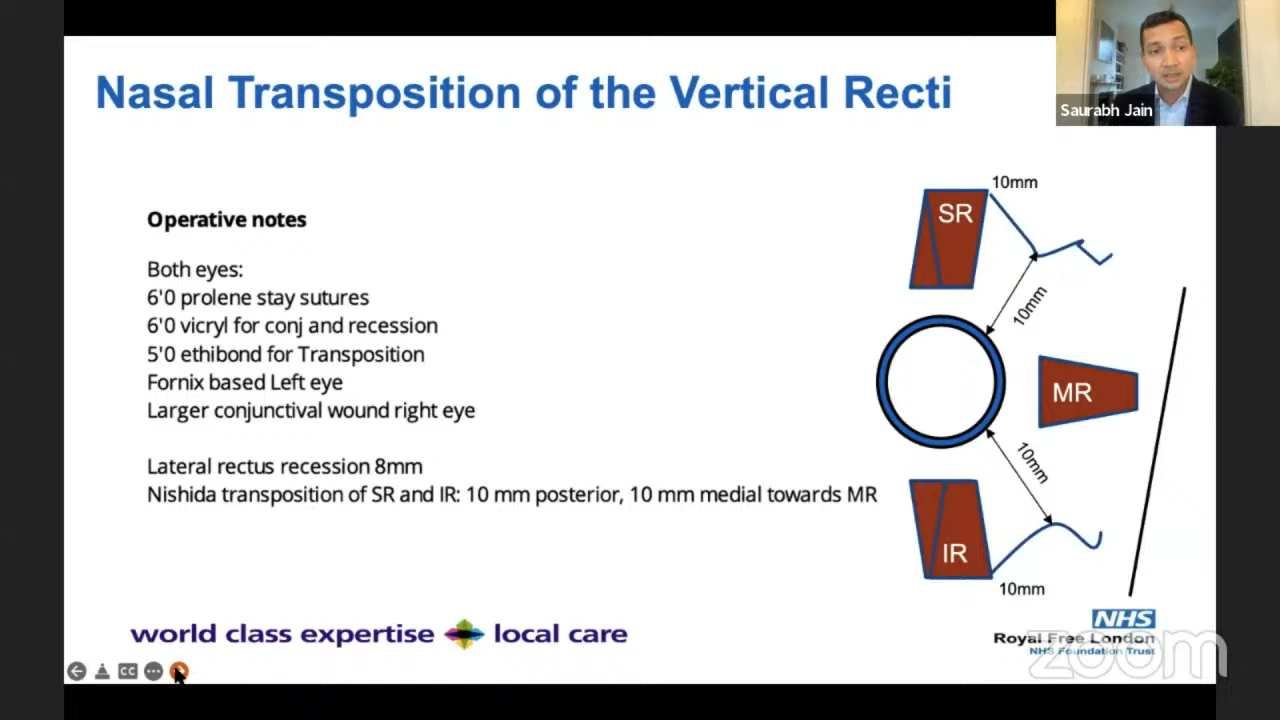 Nasal Transposition of the Vertical Recti
Saurabh Jain
Operative notes
Both eyes:
6'0 prolene stay sutures
6'0 vicryl for conj and recession
5'0 ethibond for Transposition
Fornix based Left eye
Larger conjunctival wound right eye
Lateral rectus recession 8mm
Nishida transposition of SR and IR: 10 mm posterior, 10 mm medial towards MR
10mm
SR
10mm
MR
10mm
IR
10mm
world class expertise local care
NHS
Royal Free London
NHS Foundation Trust
zoom
CC